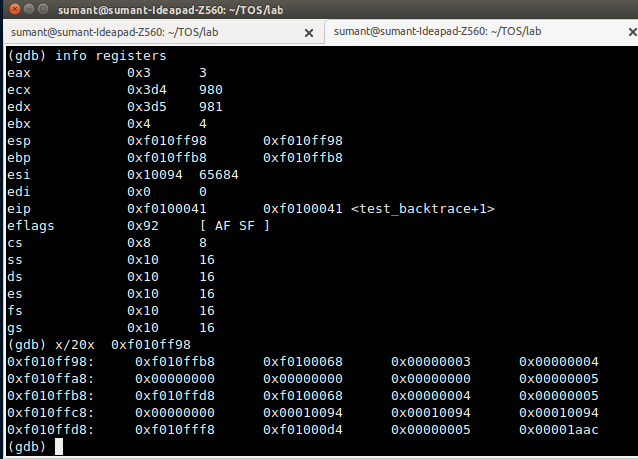 sumant@sumant-Ideapad-Z560: ~/TOS/lab
sumant@sumant-Ideapad-Z560: ~/TOS/lab sumant@sumant-Ideapad-Z560: ~/TOS/lab
(gdb) info registers
eax 0x3 3
ecx 0x3d4 980
edx 0x3d5 981
ebx 0x4 4
esp 0xf010ff98 0xf010ff98
ebp 0xf010ffb8 0xf010ffb8
esi 0x10094 65684
edi 0x0 0
eip 0xf0100041 0xf0100041 <test_backtrace+1>
eflags 0x92 [ AF SF ]
cs 0x8 8
ss 0x10 16
ds 0x10 16
es 0x10 16
fs 0x10 16
gs 0x10 16
(gdb) x/20x 0xf010ff98
0xf010ff98: 0xf010ffb8 0xf0100068 0x00000003 0x00000004
0xf010ffa8: 0x00000000 0x00000000 0x00000000 0x00000005
0xf010ffb8: 0xf010ffd8 0xf0100068 0x00000004 0x00000005
0xf010ffc8: 0x00000000 0x00010094 0x00010094 0x00010094
0xf010ffd8: 0xf010fff8 0xf01000d4 0x00000005 0x00001aac
(gdb)